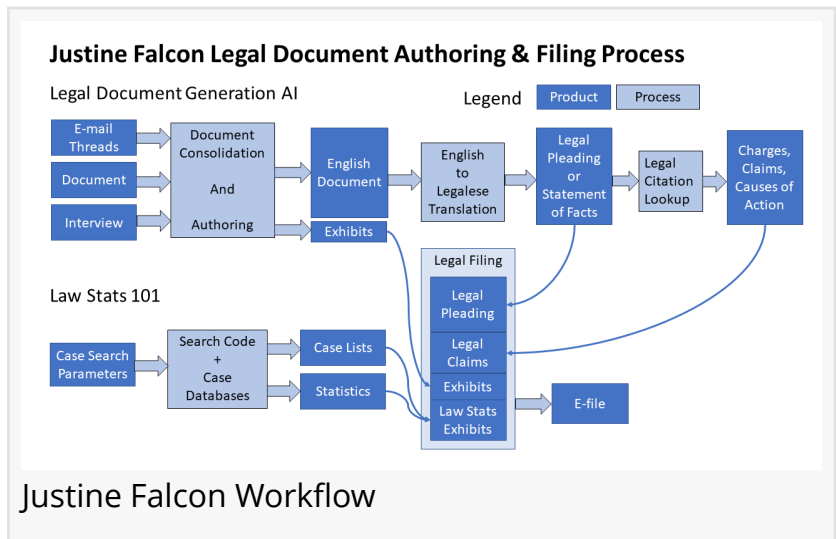 Justine Falcon Legal Document Authoring & Filing Process
Legal Document Generation AI
Legend
Product
Process
E-mail
Threads
Document
Interview
Document
Consolidation
And
Authoring
English
Document
Exhibits
English
to
Legalese
Translation
Legal
Pleading
or
Statement
of Facts
Legal
Citation
Lookup
Charges,
Claims,
Causes of
Action
Law Stats 101
Case Search
Parameters
Search Code
+
Case
Databases
Case Lists
Statistics
Legal Filing
Legal
Pleading
Legal
Claims
Exhibits
Law Stats
Exhibits
E-file
Justine Falcon Workflow